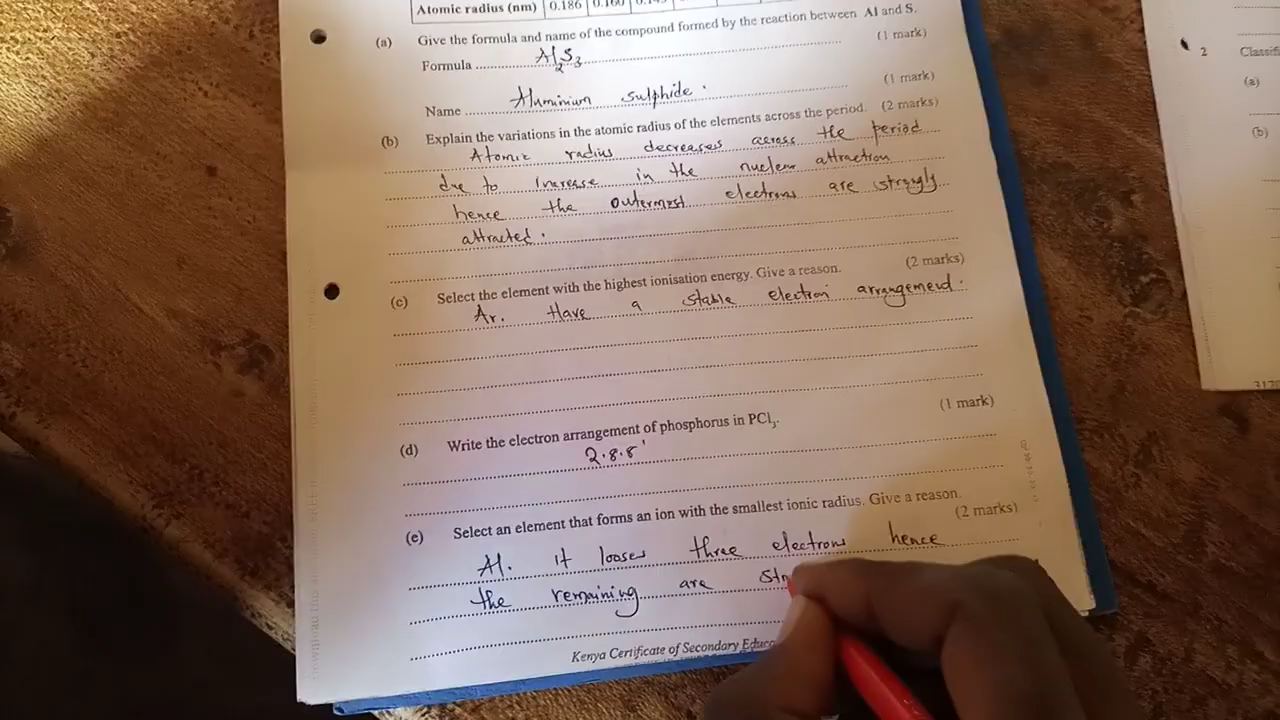 Atomic radius (nm) 0.186 0.160
(a) Give the formula and name of the compound formed by the reaction between Al and S.
Formula Al2S3 (1 mark)
Name Aluminium sulphide. (1 mark)
(b) Explain the variations in the atomic radius of the elements across the period. (2 marks)
Atomic radius decreases across the period
due to increase in the nuclear attraction
hence the outermost electrons are strongly
attracted.
(c) Select the element with the highest ionisation energy. Give a reason. (2 marks)
Ar. Have a stable electron arrangement.
(d) Write the electron arrangement of phosphorus in PCl3. (1 mark)
2.8.8
(e) Select an element that forms an ion with the smallest ionic radius. Give a reason. (2 marks)
Al. it looses three electrons hence
the remaining are
Kenya Certificate of Secondary
2 Classif
(a)
(b)